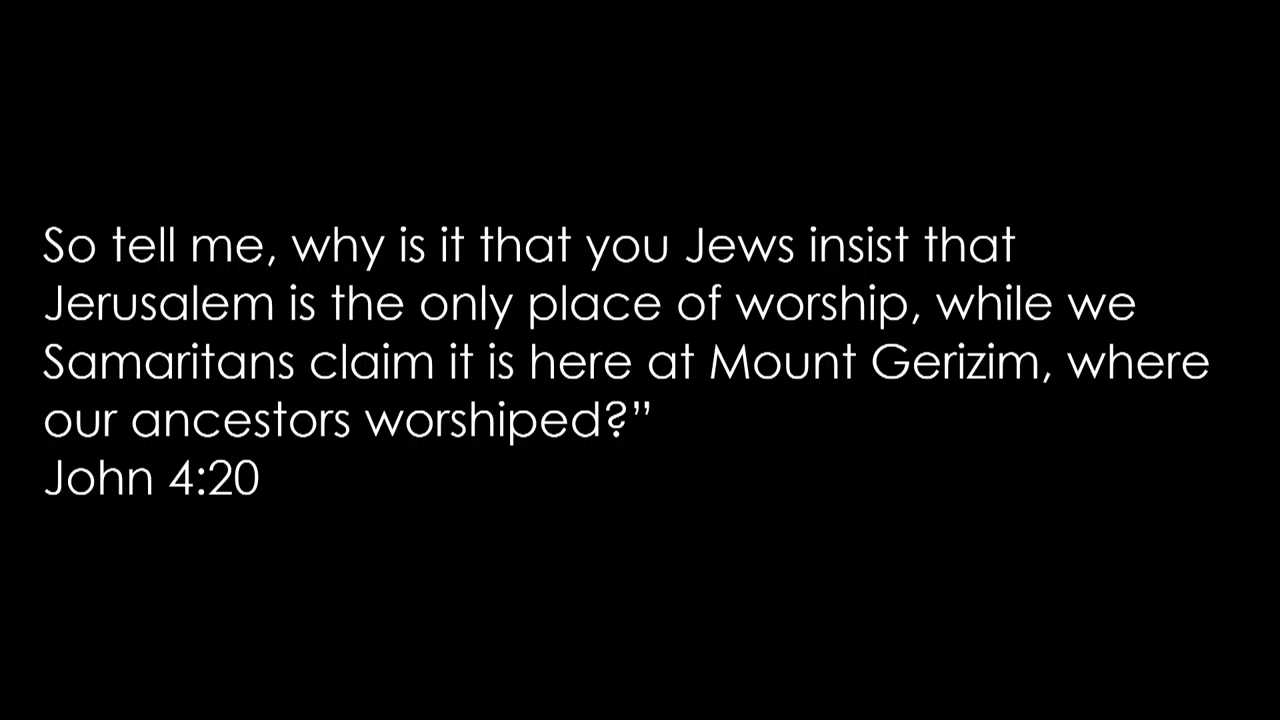 So tell me, why is it that you Jews insist that
Jerusalem is the only place of worship, while we
Samaritans claim it is here at Mount Gerizim, where
our ancestors worshiped?”
John 4:20